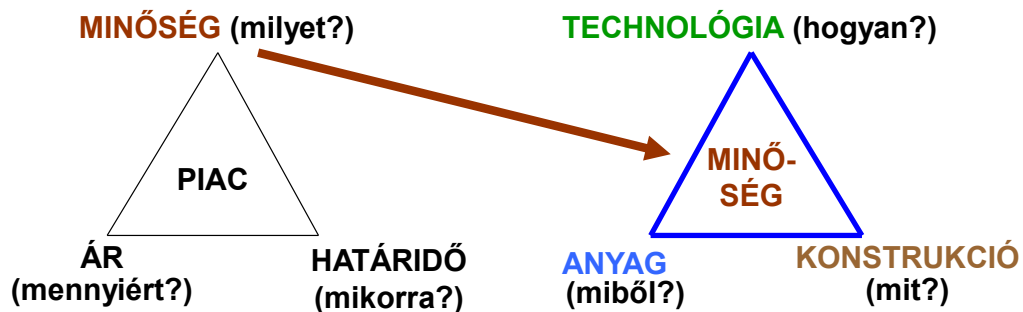 MINŐSÉG (milyet?)
TECHNOLÓGIA (hogyan?)
PIAC
MINŐ-
SÉG
ÁR
(mennyiért?)
HATÁRIDŐ
(mikorra?)
ANYAG
(miből?)
KONSTRUKCIÓ
(mit?)